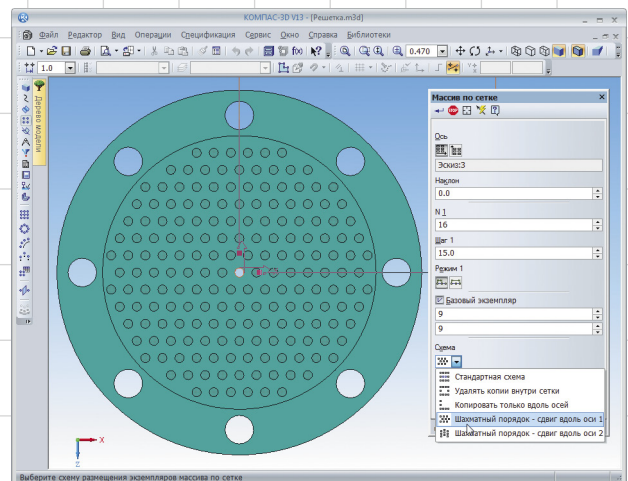 КОМПАС-3D V13 - [Решетка.m3d]
Файл Редактор Вид Операции Спецификация Сервис Окно Справка Библиотеки
0.470
1.0
Дерево модели
Массив по сетке
STOP
Ось
Эскиз:3
Наклон
0.0
N 1
16
Шаг 1
15.0
Режим 1
Базовый экземпляр
9
9
Схема
Стандартная схема
Удалять копии внутри сетки
Копировать только вдоль осей
Шахматный порядок - сдвиг вдоль оси 1
Шахматный порядок - сдвиг вдоль оси 2
X
Z
Выберите схему размещения экземпляров массива по сетке